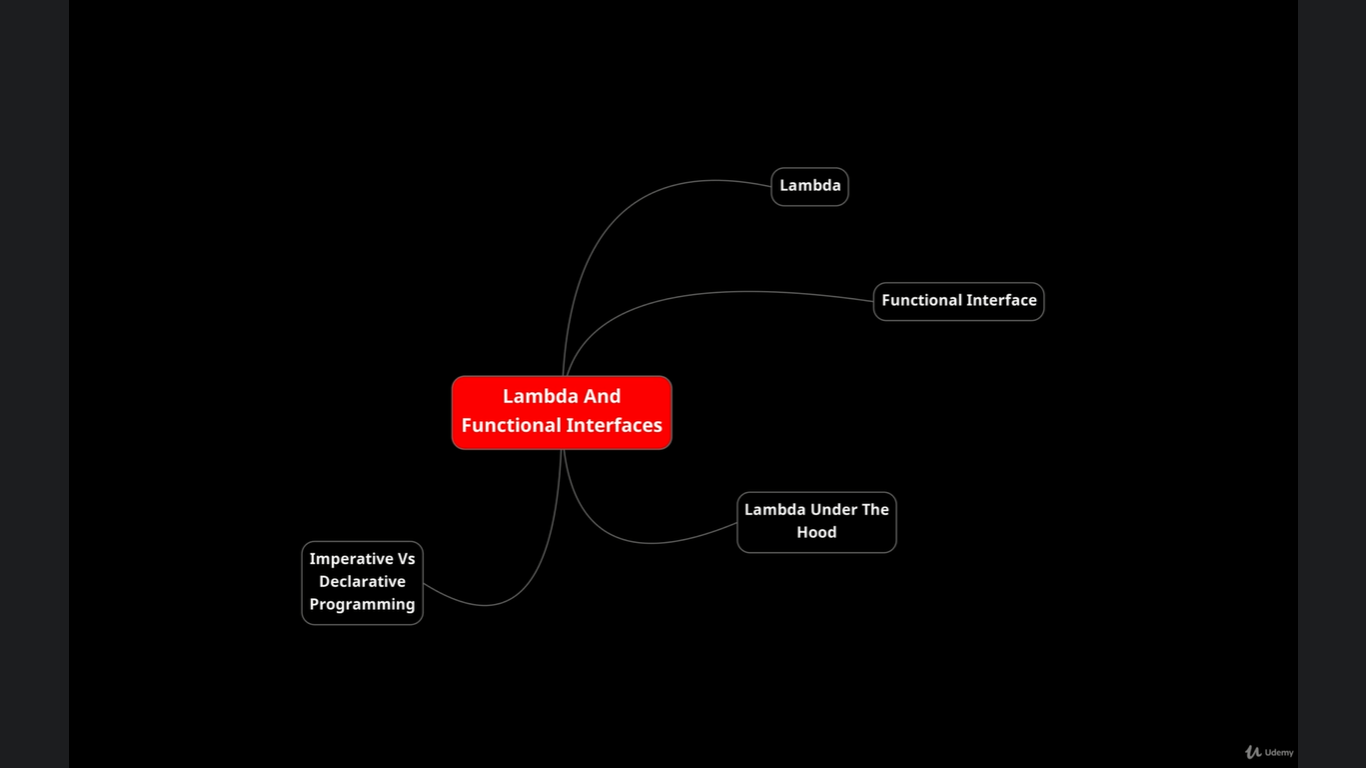 Lambda
Functional Interface
Lambda And
Functional Interfaces
Lambda Under The
Hood
Imperative Vs
Declarative
Programming
Udemy